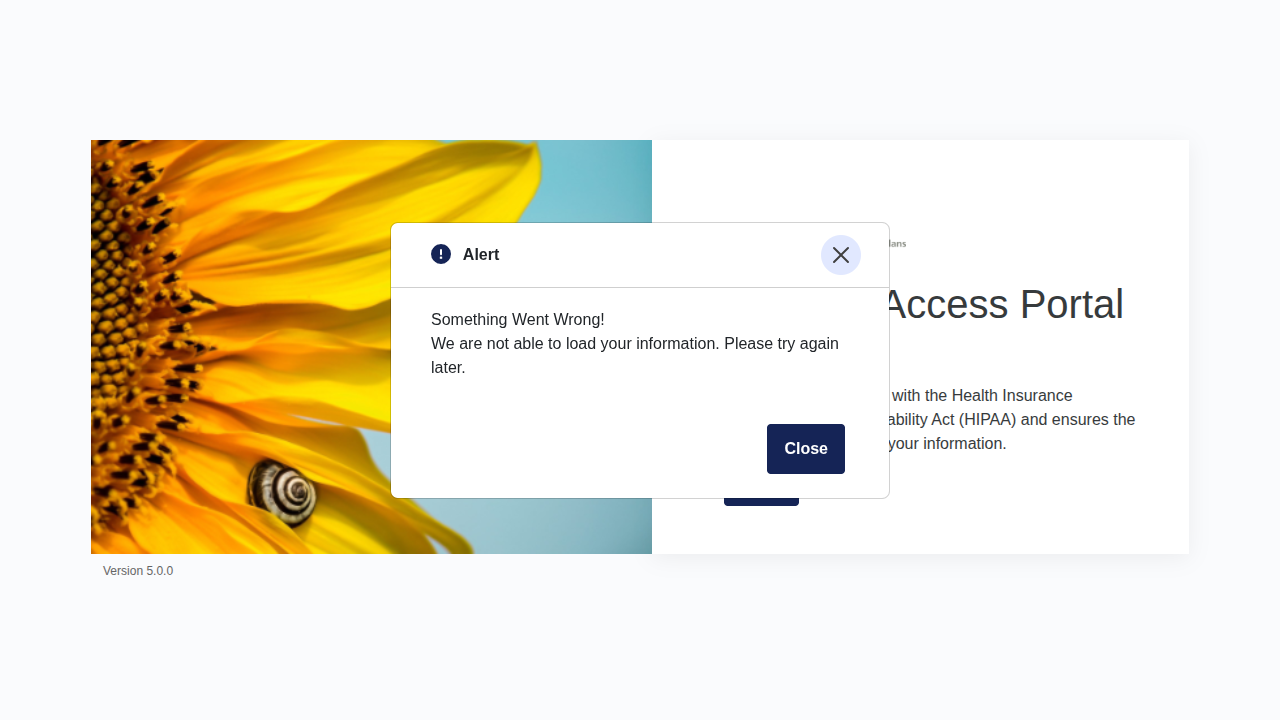 Alert
Something Went Wrong!
We are not able to load your information. Please try again
later.
Close
Access Portal
with the Health Insurance
ability Act (HIPAA) and ensures the
your information.
Version 5.0.0